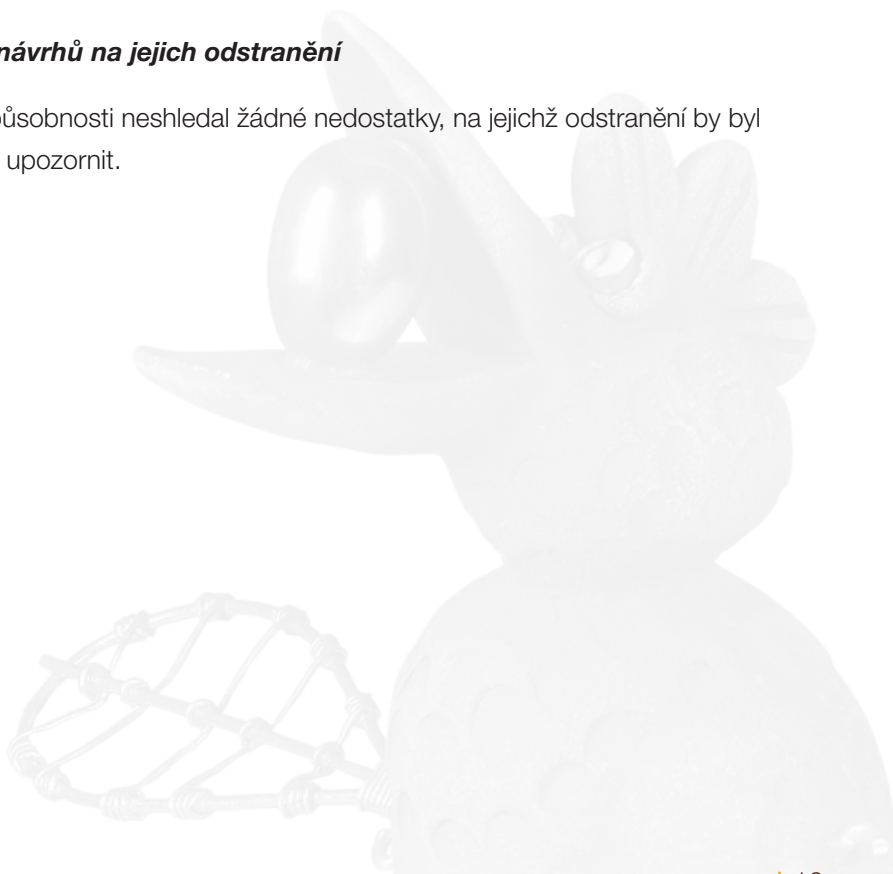 návrhů na jejich odstranění
působnosti neshledal žádné nedostatky, na jejichž odstranění by byl
upozornit.